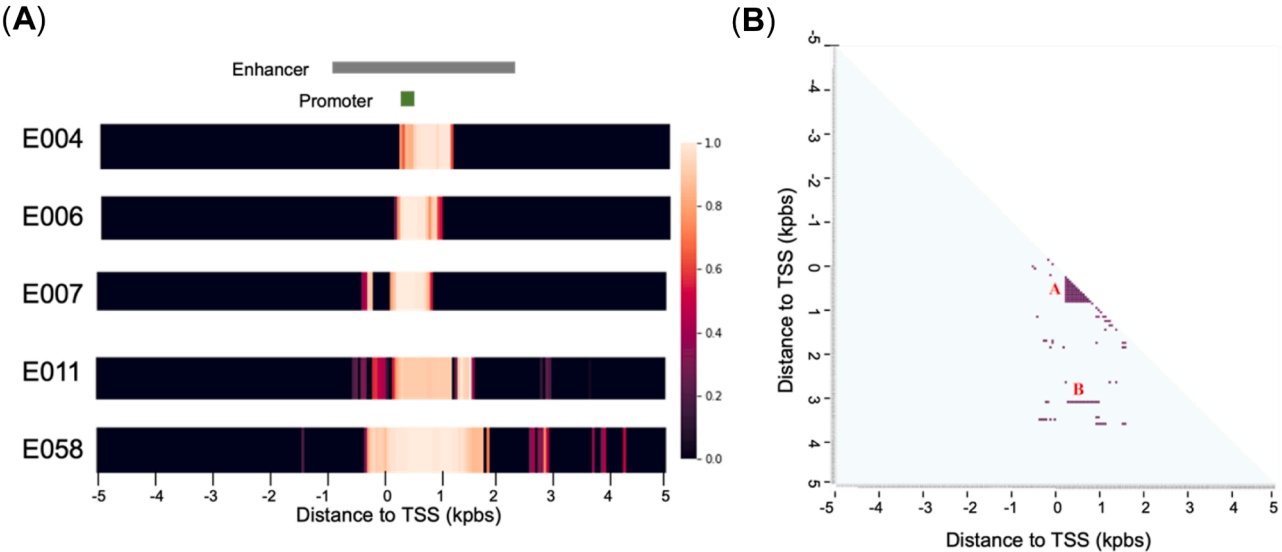 (A)
Enhancer
Promoter
E004
E006
E007
E011
E058
1.0
0.8
0.6
0.4
0.2
0.0
-5 -4 -3 -2 -1 0 1 2 3 4 5
Distance to TSS (kpbs)
(B)
-5
-4
-3
-2
-1
0
1
2
3
4
5
Distance to TSS (kpbs)
A
B
-5 -4 -3 -2 -1 0 1 2 3 4 5
Distance to TSS (kpbs)